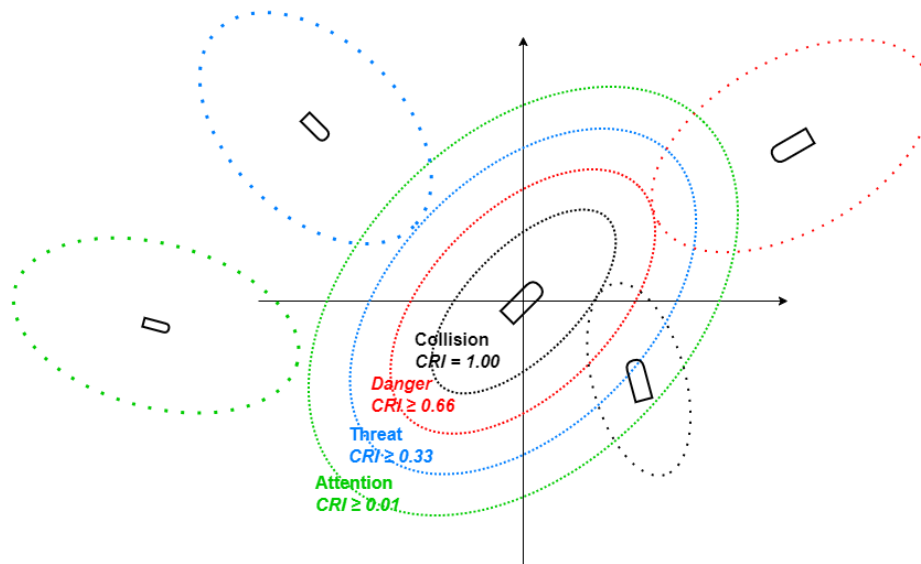 Collision
CRI = 1.00
Danger
CRI ≥ 0.66
Threat
CRI ≥ 0.33
Attention
CRI ≥ 0.01